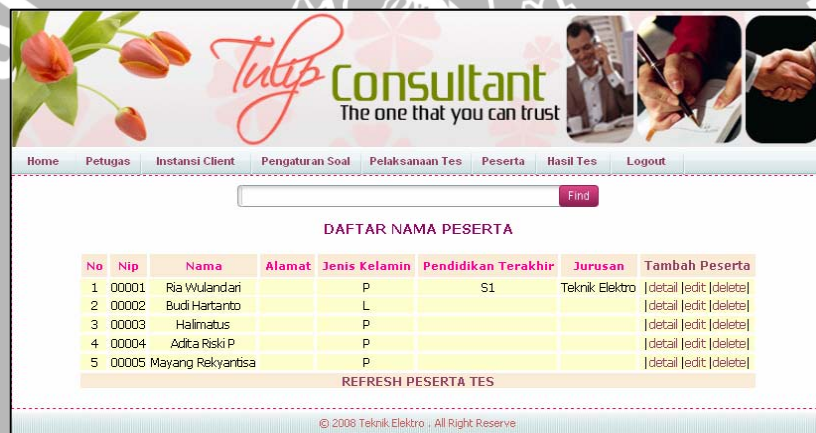 Tulip Consultant
The one that you can trust
Home Petugas Instansi Client Pengaturan Soal Pelaksanaan Tes Peserta Hasil Tes Logout
Find
DAFTAR NAMA PESERTA
No Nip Nama Alamat Jenis Kelamin Pendidikan Terakhir Jurusan Tambah Peserta
1 00001 Ria Wulandari P S1 Teknik Elektro |detail |edit |delete|
2 00002 Budi Hartanto L |detail |edit |delete|
3 00003 Halimatus P |detail |edit |delete|
4 00004 Adita Riski P P |detail |edit |delete|
5 00005 Mayang Rekyantisa P |detail |edit |delete|
REFRESH PESERTA TES
© 2008 Teknik Elektro . All Right Reserve